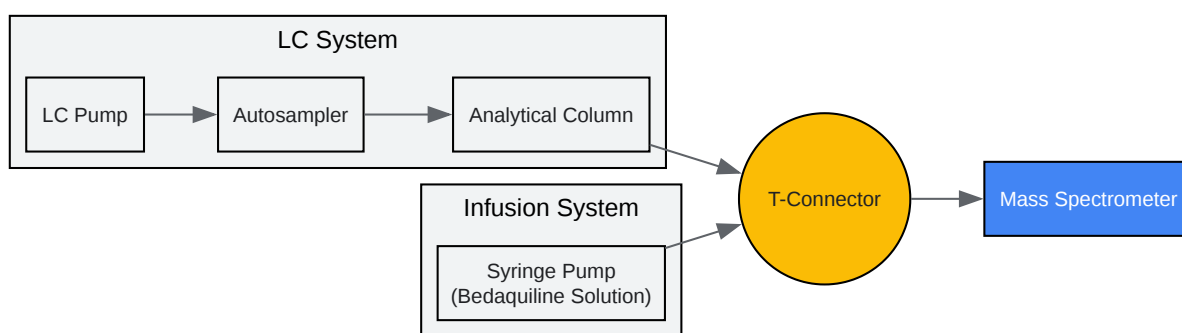 LC System
LC Pump
Autosampler
Analytical Column
Infusion System
Syringe Pump
(Bedaquiline Solution)
T-Connector
Mass Spectrometer